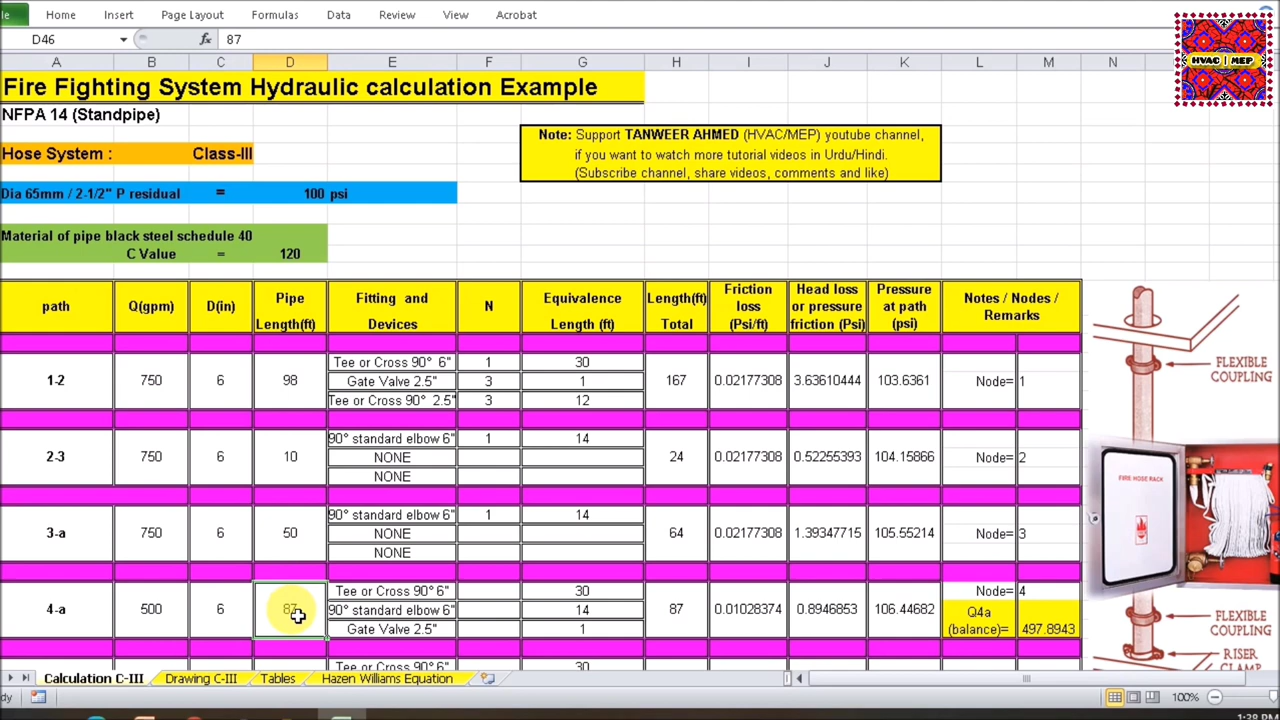 le Home Insert Page Layout Formulas Data Review View Acrobat
D46 fx 87
A B C D E F G H I J K L M N
HVAC | MEP
Fire Fighting System Hydraulic calculation Example
NFPA 14 (Standpipe)
Note: Support TANWEER AHMED (HVAC/MEP) youtube channel,
if you want to watch more tutorial videos in Urdu/Hindi.
(Subscribe channel, share videos, comments and like)
Hose System : Class-III
Dia 65mm / 2-1/2" P residual = 100 psi
Material of pipe black steel schedule 40
C Value = 120
path Q(gpm) D(in) Pipe Length(ft) Fitting and Devices N Equivalence Length (ft) Length(ft) Total Friction loss (Psi/ft) Head loss or pressure friction (Psi) Pressure at path (psi) Notes / Nodes / Remarks
1-2 750 6 98 Tee or Cross 90° 6" 1 30 167 0.02177308 3.63610444 103.6361 Node= 1
Gate Valve 2.5" 3 1
Tee or Cross 90° 2.5" 3 12
2-3 750 6 10 90° standard elbow 6" 1 14 24 0.02177308 0.52255393 104.15866 Node= 2
NONE
NONE
3-a 750 6 50 90° standard elbow 6" 1 14 64 0.02177308 1.39347715 105.55214 Node= 3
NONE
NONE
4-a 500 6 87 Tee or Cross 90° 6" 30 87 0.01028374 0.8946853 106.44682 Node= 4
90° standard elbow 6" 14 Q4a
Gate Valve 2.5" 1 (balance)= 497.8943
Tee or Cross 90° 6" 30
FLEXIBLE
COUPLING
FIRE HOSE RACK
FLEXIBLE
COUPLING
RISER
CLAMP
Calculation C-III Drawing C-III Tables Hazen Williams Equation
dy 100%
1:38 PM